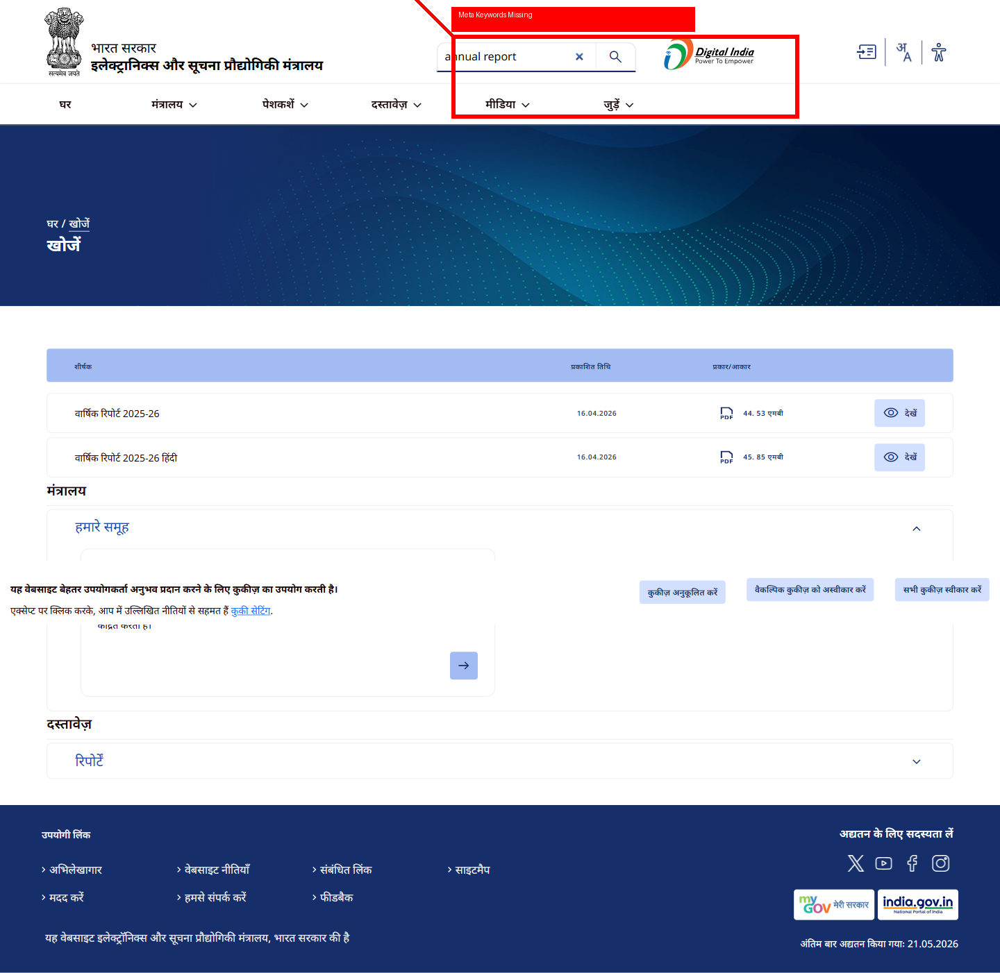 Meta Keywords Missing
भारत सरकार
इलेक्ट्रानिक्स और सूचना प्रौद्योगिकी मंत्रालय
सत्यमेव जयते
annual report
Digital India
Power To Empower
अ A
घर मंत्रालय पेशकशें दस्तावेज़ मीडिया जुड़ें
घर / खोजें
खोजें
शीर्षक प्रकाशित तिथि प्रकार/आकार
वार्षिक रिपोर्ट 2025-26 16.04.2026 PDF 44. 53 एमबी देखें
वार्षिक रिपोर्ट 2025-26 हिंदी 16.04.2026 PDF 45. 85 एमबी देखें
मंत्रालय
हमारे समूह
यह वेबसाइट बेहतर उपयोगकर्ता अनुभव प्रदान करने के लिए कुकीज़ का उपयोग करती है।
एक्सेप्ट पर क्लिक करके, आप में उल्लिखित नीतियों से सहमत हैं कुकी सेटिंग.
कुकीज़ अनुकूलित करें वैकल्पिक कुकीज़ को अस्वीकार करें सभी कुकीज़ स्वीकार करें
करता है।
दस्तावेज़
रिपोर्टें
उपयोगी लिंक
अद्यतन के लिए सदस्यता लें
अभिलेखागार वेबसाइट नीतियाँ संबंधित लिंक साइटमैप
मदद करें हमसे संपर्क करें फीडबैक
my GOV मेरी सरकार
india.gov.in
National Portal of India
यह वेबसाइट इलेक्ट्रॉनिक्स और सूचना प्रौद्योगिकी मंत्रालय, भारत सरकार की है
अंतिम बार अद्यतन किया गयाः 21.05.2026